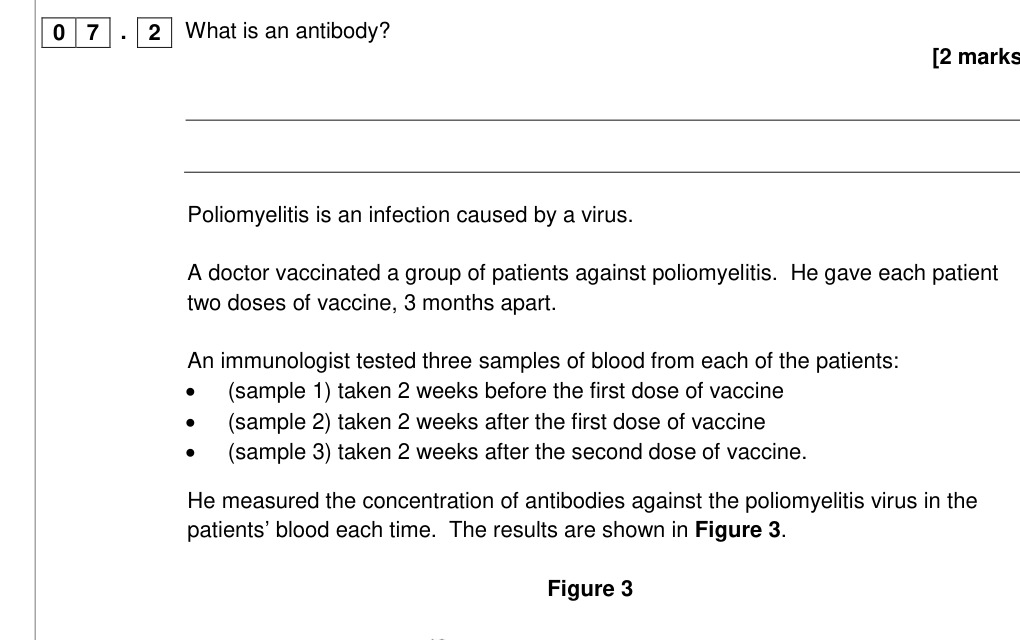 07.2 What is an antibody?
[2 marks
Poliomyelitis is an infection caused by a virus.
A doctor vaccinated a group of patients against poliomyelitis. He gave each patient
two doses of vaccine, 3 months apart.
An immunologist tested three samples of blood from each of the patients:
• (sample 1) taken 2 weeks before the first dose of vaccine
• (sample 2) taken 2 weeks after the first dose of vaccine
• (sample 3) taken 2 weeks after the second dose of vaccine.
He measured the concentration of antibodies against the poliomyelitis virus in the
patients’ blood each time. The results are shown in Figure 3.
Figure 3